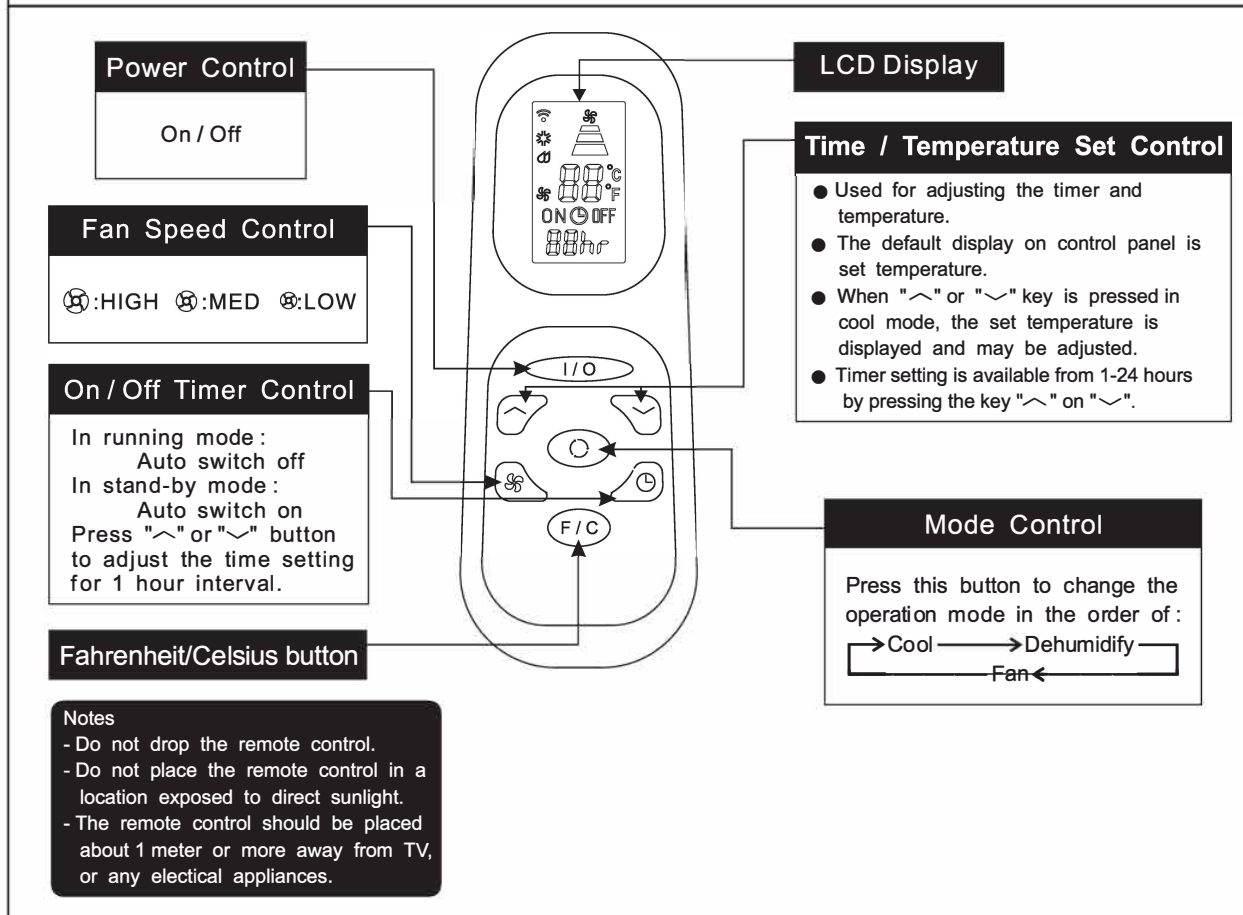 Power Control
On / Off
Fan Speed Control
:HIGH :MED :LOW
On / Off Timer Control
In running mode :
Auto switch off
In stand-by mode :
Auto switch on
Press "︿" or "﹀" button
to adjust the time setting
for 1 hour interval.
Fahrenheit/Celsius button
Notes
- Do not drop the remote control.
- Do not place the remote control in a
location exposed to direct sunlight.
- The remote control should be placed
about 1 meter or more away from TV,
or any electical appliances.
88°C
°F
ON OFF
88hr
I / O
F / C
LCD Display
Time / Temperature Set Control
● Used for adjusting the timer and
temperature.
● The default display on control panel is
set temperature.
● When "︿" or "﹀" key is pressed in
cool mode, the set temperature is
displayed and may be adjusted.
● Timer setting is available from 1-24 hours
by pressing the key "︿" on "﹀".
Mode Control
Press this button to change the
operation mode in the order of :
Cool → Dehumidify
Fan